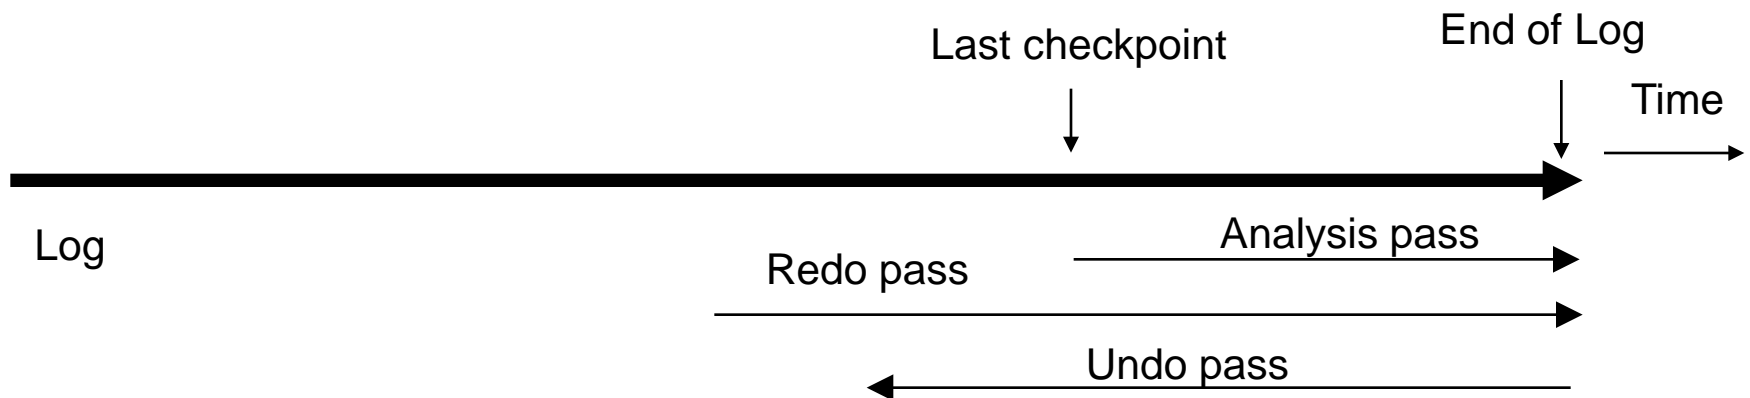 End of Log
Last checkpoint
Time
Log
Analysis pass
Redo pass
Undo pass